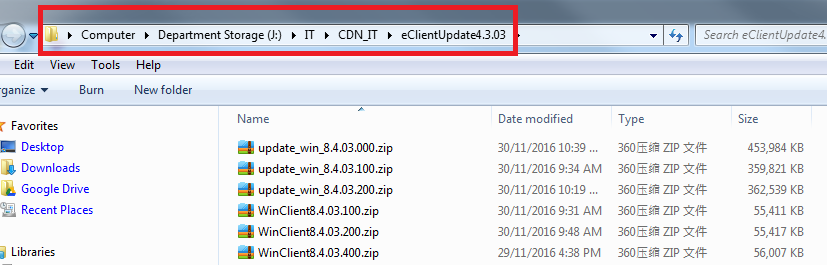 Computer Department Storage (J:) IT CDN_IT eClientUpdate4.3.03 Search eClientUpdate4.3.03
Edit View Tools Help
rganize Burn New folder
Name Date modified Type Size
Favorites
Desktop
Downloads
Google Drive
Recent Places
Libraries
update_win_8.4.03.000.zip 30/11/2016 10:39 ... 360压缩 ZIP 文件 453,984 KB
update_win_8.4.03.100.zip 30/11/2016 9:34 AM 360压缩 ZIP 文件 359,821 KB
update_win_8.4.03.200.zip 30/11/2016 10:19 ... 360压缩 ZIP 文件 362,539 KB
WinClient8.4.03.100.zip 30/11/2016 9:31 AM 360压缩 ZIP 文件 55,411 KB
WinClient8.4.03.200.zip 30/11/2016 9:48 AM 360压缩 ZIP 文件 55,417 KB
WinClient8.4.03.400.zip 29/11/2016 4:38 PM 360压缩 ZIP 文件 56,007 KB